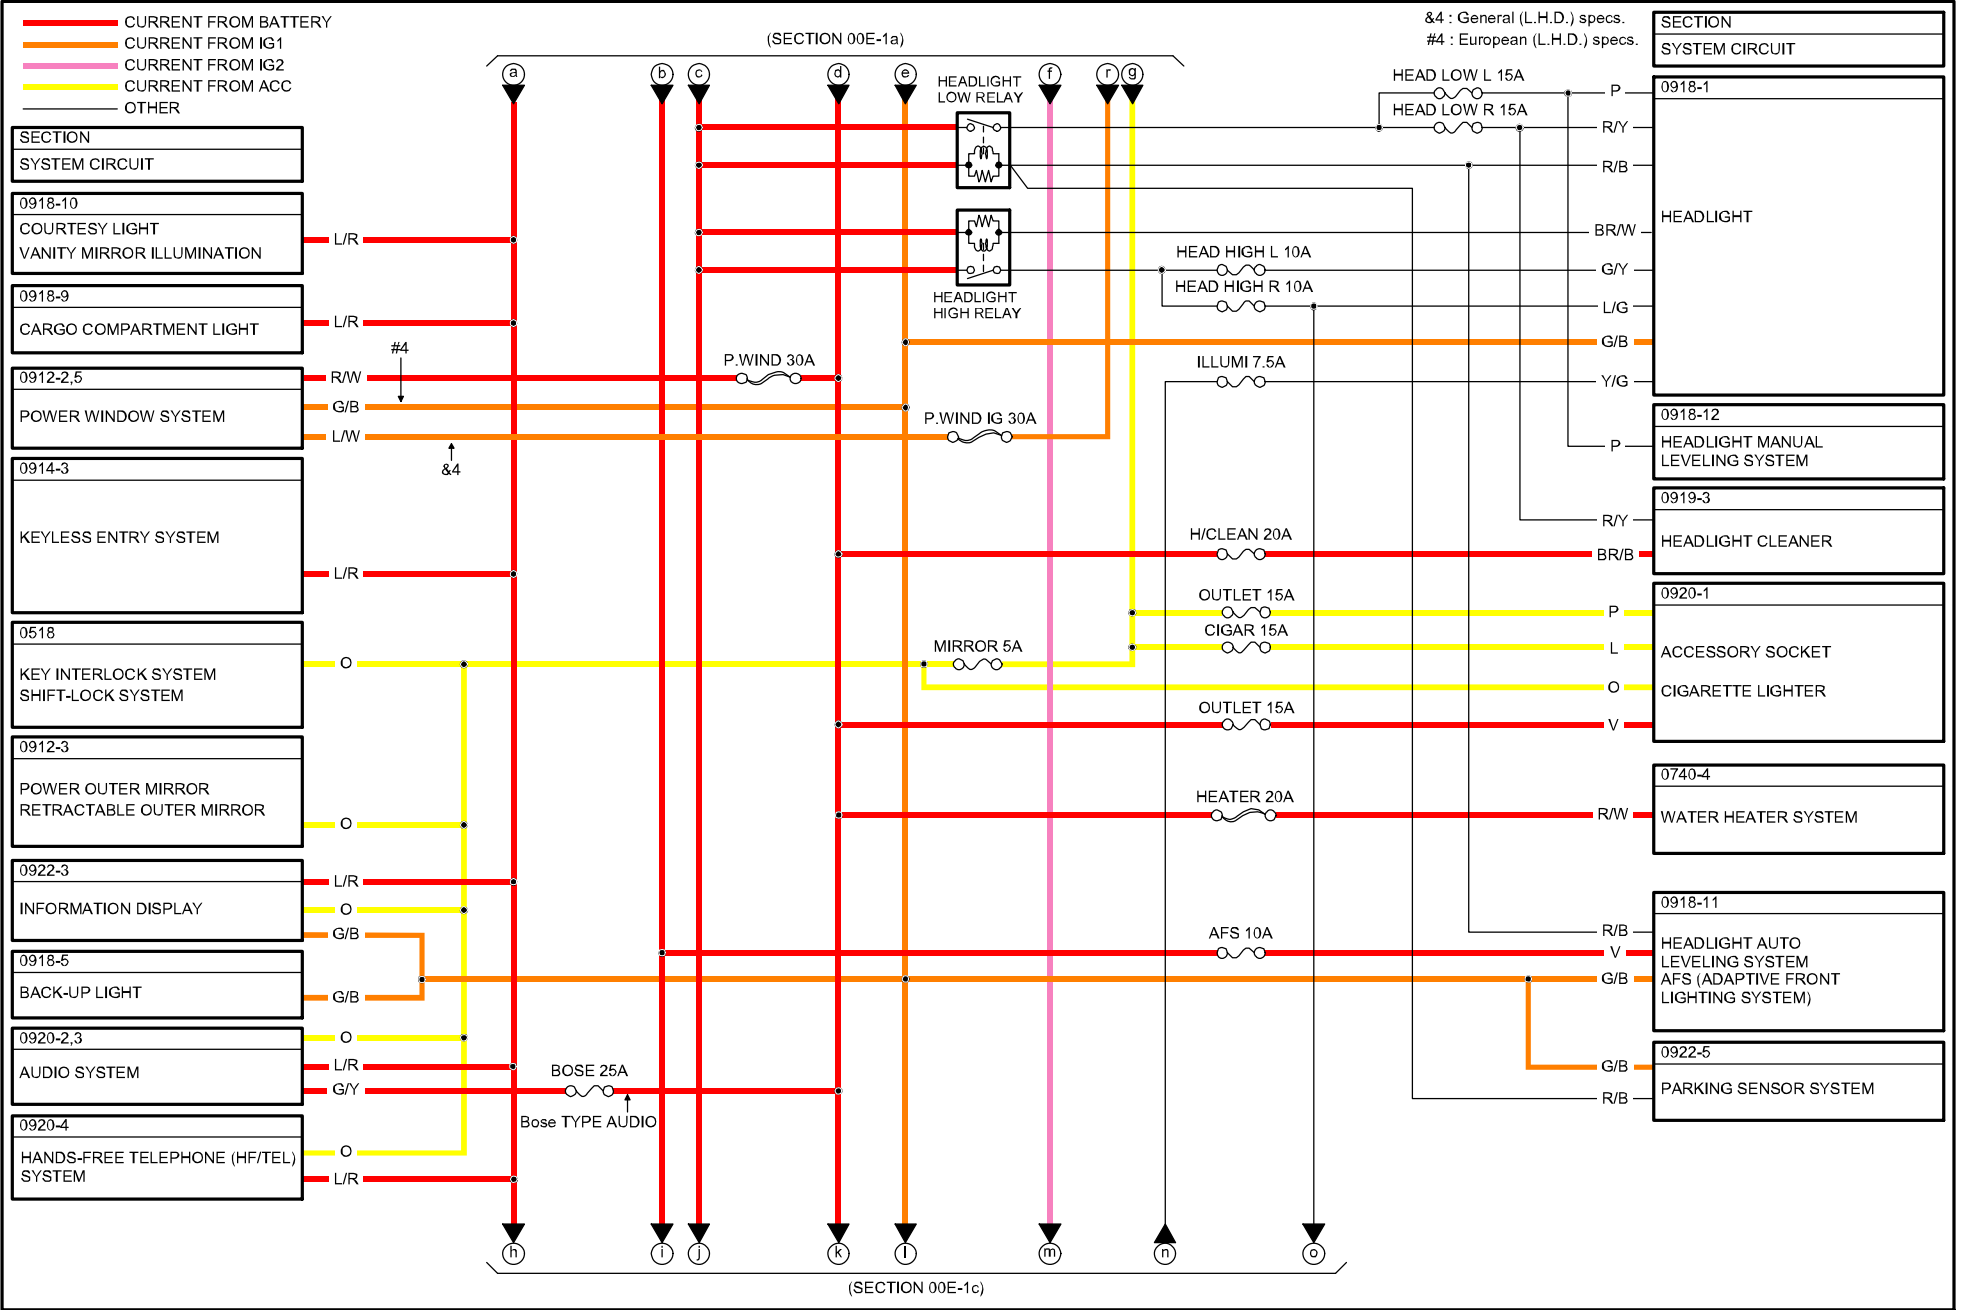 CURRENT FROM BATTERY
CURRENT FROM IG1
CURRENT FROM IG2
CURRENT FROM ACC
OTHER
SECTION
SYSTEM CIRCUIT
0918-10
COURTESY LIGHT
VANITY MIRROR ILLUMINATION
L/R
0918-9
CARGO COMPARTMENT LIGHT
L/R
#4
0912-2,5
POWER WINDOW SYSTEM
R/W
G/B
L/W
&4
0914-3
KEYLESS ENTRY SYSTEM
L/R
0518
KEY INTERLOCK SYSTEM
SHIFT-LOCK SYSTEM
O
0912-3
POWER OUTER MIRROR
RETRACTABLE OUTER MIRROR
O
0922-3
INFORMATION DISPLAY
L/R
O
G/B
0918-5
BACK-UP LIGHT
G/B
0920-2,3
AUDIO SYSTEM
O
L/R
G/Y
0920-4
HANDS-FREE TELEPHONE (HF/TEL)
SYSTEM
O
L/R
(SECTION 00E-1a)
a
b
c
d
e
f
r
g
HEADLIGHT
LOW RELAY
HEADLIGHT
HIGH RELAY
P.WIND 30A
P.WIND IG 30A
MIRROR 5A
BOSE 25A
Bose TYPE AUDIO
HEAD LOW L 15A
HEAD LOW R 15A
HEAD HIGH L 10A
HEAD HIGH R 10A
ILLUMI 7.5A
H/CLEAN 20A
OUTLET 15A
CIGAR 15A
OUTLET 15A
HEATER 20A
AFS 10A
h
i
j
k
l
m
n
o
(SECTION 00E-1c)
&4 : General (L.H.D.) specs.
#4 : European (L.H.D.) specs.
SECTION
SYSTEM CIRCUIT
0918-1
HEADLIGHT
P
R/Y
R/B
BR/W
G/Y
L/G
G/B
Y/G
0918-12
HEADLIGHT MANUAL
LEVELING SYSTEM
P
0919-3
HEADLIGHT CLEANER
R/Y
BR/B
0920-1
ACCESSORY SOCKET
CIGARETTE LIGHTER
P
L
O
V
0740-4
WATER HEATER SYSTEM
R/W
0918-11
HEADLIGHT AUTO
LEVELING SYSTEM
AFS (ADAPTIVE FRONT
LIGHTING SYSTEM)
R/B
V
G/B
0922-5
PARKING SENSOR SYSTEM
G/B
R/B